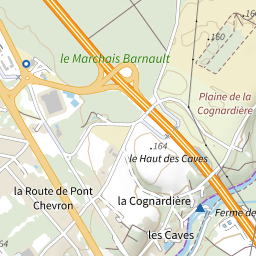 160
le Marchais Barnault
160
Plaine de la
Cognardière
164
le Haut des Caves
la Route de Pont
Chevron
la Cognardière
Ferme de
les Caves
164